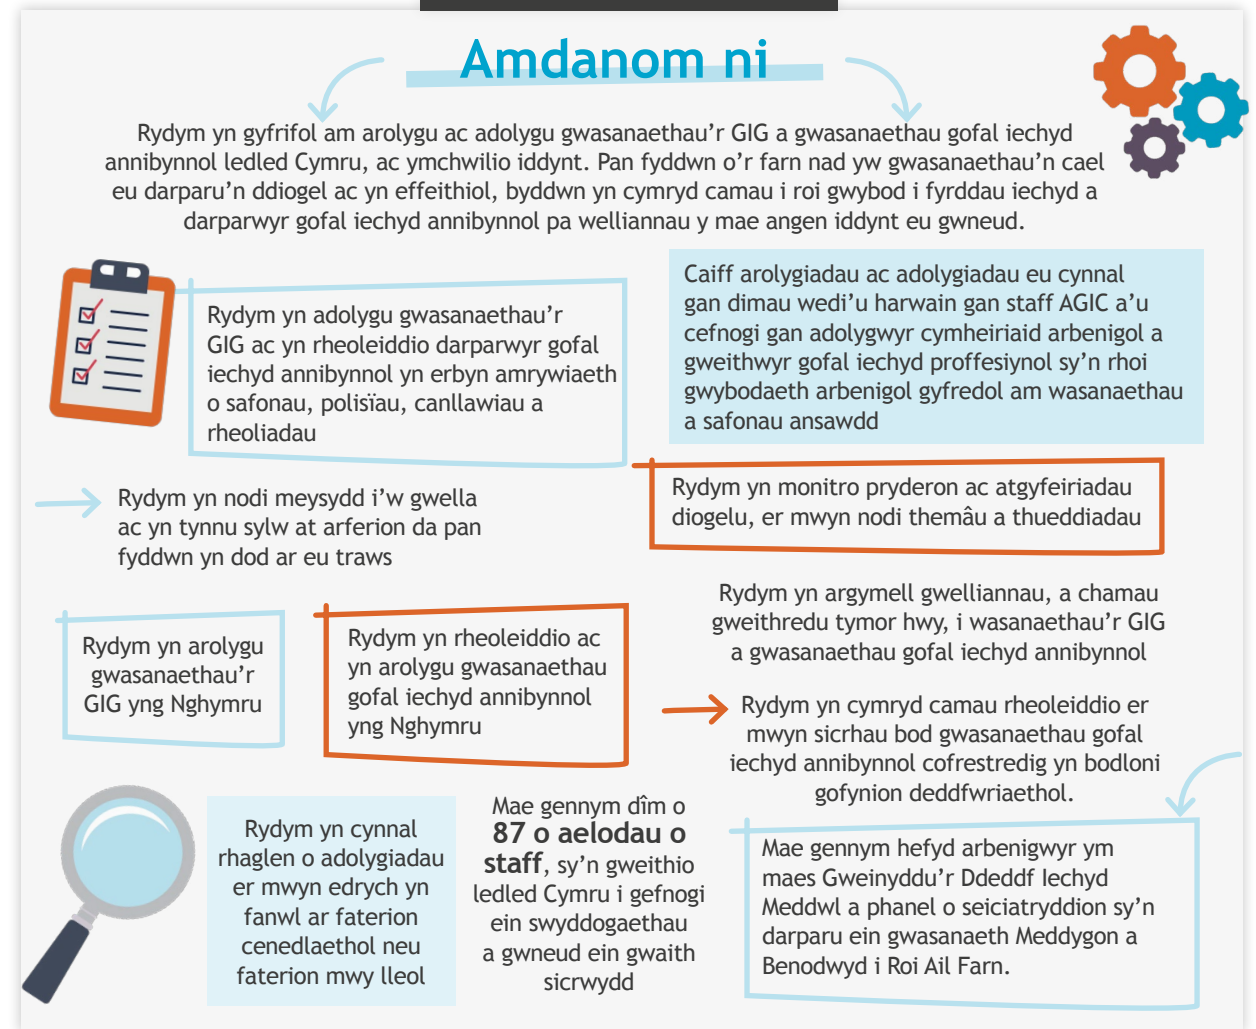 Amdanom ni
Rydym yn gyfrifol am arolygu ac adolygu gwasanaethau'r GIG a gwasanaethau gofal iechyd
annibynnol ledled Cymru, ac ymchwilio iddynt. Pan fyddwn o'r farn nad yw gwasanaethau'n cael
eu darparu'n ddiogel ac yn effeithiol, byddwn yn cymryd camau i roi gwybod i fyrddau iechyd a
darparwyr gofal iechyd annibynnol pa welliannau y mae angen iddynt eu gwneud.
Rydym yn adolygu gwasanaethau'r
GIG ac yn rheoleiddio darparwyr gofal
iechyd annibynnol yn erbyn amrywiaeth
o safonau, polisïau, canllawiau a
rheoliadau
Caiff arolygiadau ac adolygiadau eu cynnal
gan dimau wedi'u harwain gan staff AGIC a'u
cefnogi gan adolygwyr cymheiriaid arbenigol a
gweithwyr gofal iechyd proffesiynol sy'n rhoi
gwybodaeth arbenigol gyfredol am wasanaethau
a safonau ansawdd
Rydym yn nodi meysydd i'w gwella
ac yn tynnu sylw at arferion da pan
fyddwn yn dod ar eu traws
Rydym yn monitro pryderon ac atgyfeiriadau
diogelu, er mwyn nodi themâu a thueddiadau
Rydym yn arolygu
gwasanaethau'r
GIG yng Nghymru
Rydym yn rheoleiddio ac
yn arolygu gwasanaethau
gofal iechyd annibynnol
yng Nghymru
Rydym yn argymell gwelliannau, a chamau
gweithredu tymor hwy, i wasanaethau'r GIG
a gwasanaethau gofal iechyd annibynnol
Rydym yn cymryd camau rheoleiddio er
mwyn sicrhau bod gwasanaethau gofal
iechyd annibynnol cofrestredig yn bodloni
gofynion deddfwriaethol.
Rydym yn cynnal
rhaglen o adolygiadau
er mwyn edrych yn
fanwl ar faterion
cenedlaethol neu
faterion mwy lleol
Mae gennym dîm o
87 o aelodau o
staff, sy'n gweithio
ledled Cymru i gefnogi
ein swyddogaethau
a gwneud ein gwaith
sicrwydd
Mae gennym hefyd arbenigwyr ym
maes Gweinyddu'r Ddeddf Iechyd
Meddwl a phanel o seiciatryddion sy'n
darparu ein gwasanaeth Meddygon a
Benodwyd i Roi Ail Farn.